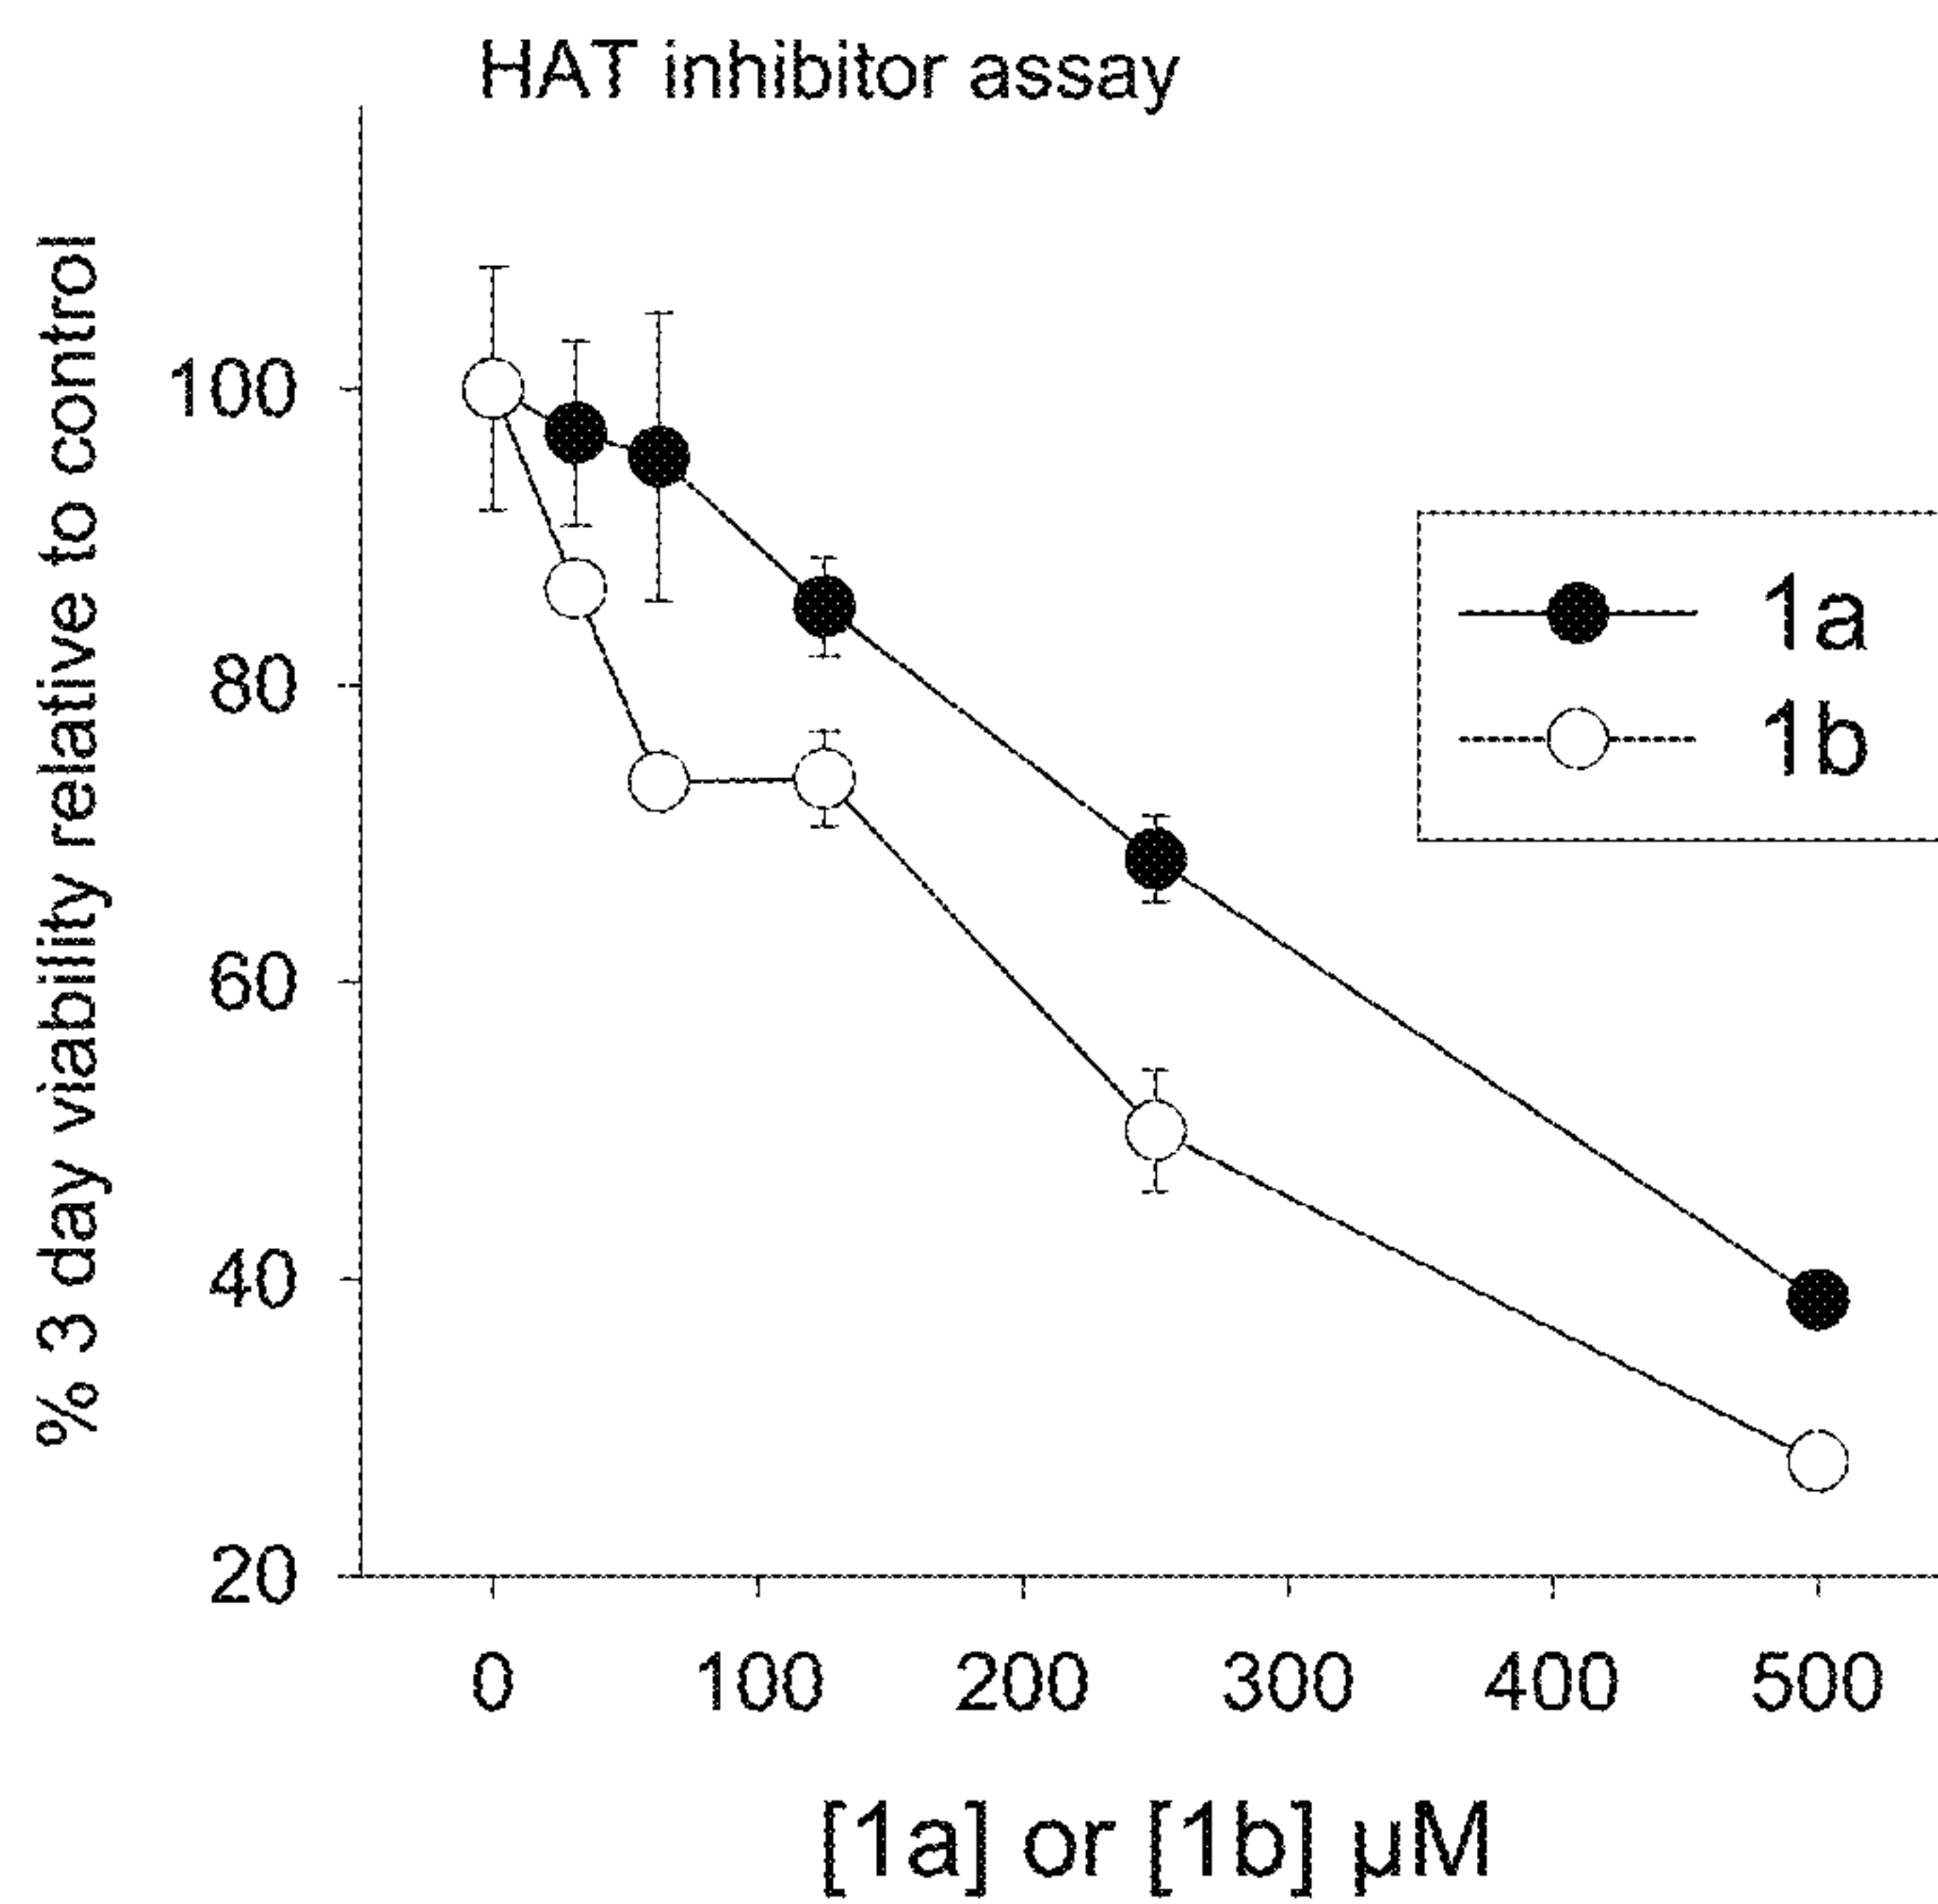 HAT inhibitor assay
% 3 day viability relative to control
100
80
60
40
20
1a
1b
0 100 200 300 400 500
[1a] or [1b] µM